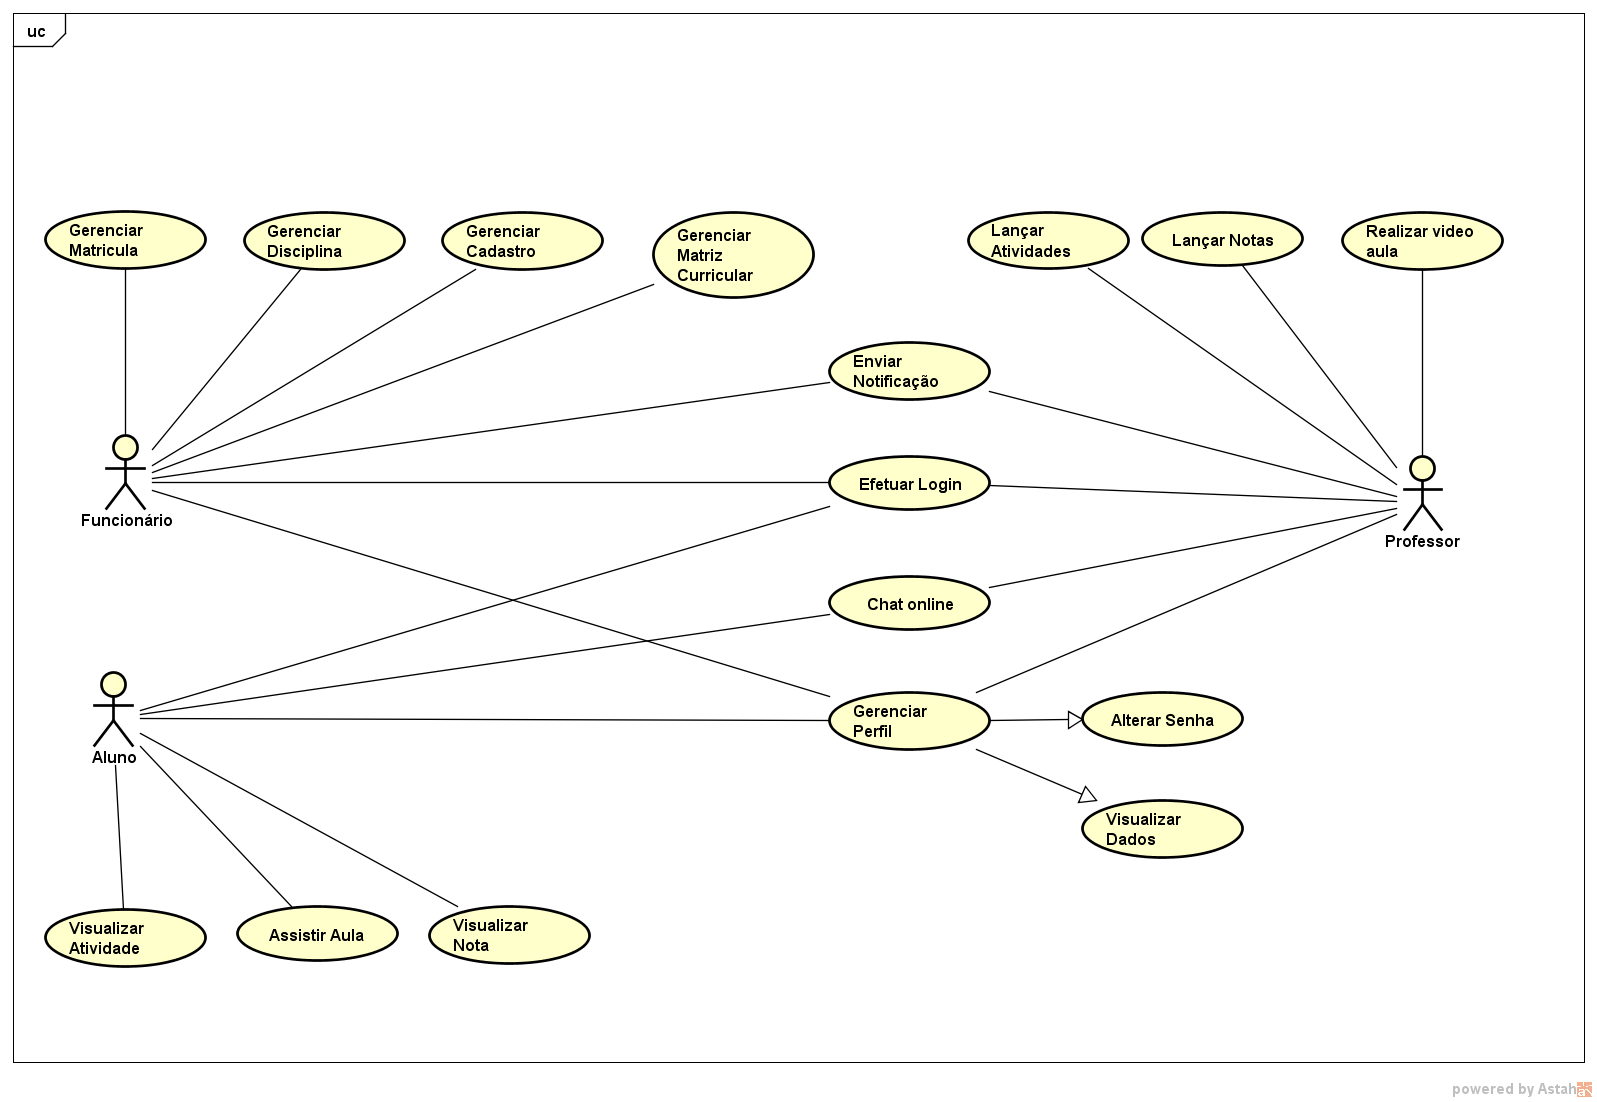 uc
Gerenciar
Matricula
Gerenciar
Disciplina
Gerenciar
Cadastro
Gerenciar
Matriz
Curricular
Lançar
Atividades
Lançar Notas
Realizar video
aula
Enviar
Notificação
Efetuar Login
Funcionário
Professor
Chat online
Aluno
Gerenciar
Perfil
Alterar Senha
Visualizar
Dados
Visualizar
Atividade
Assistir Aula
Visualizar
Nota
powered by Astah